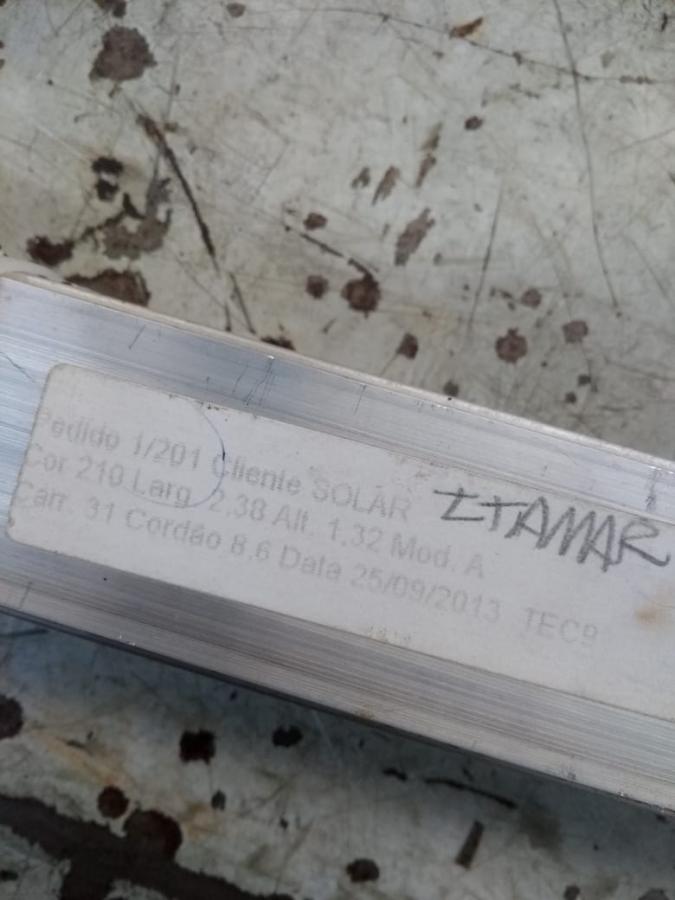 Pedido 1/201 Cliente SOLAR ITAMAR
Cor 210 Larg. 2.38 Alt. 1.32 Mod. A
Carr. 31 Cordão 8.6 Data 25/09/2013 TECº